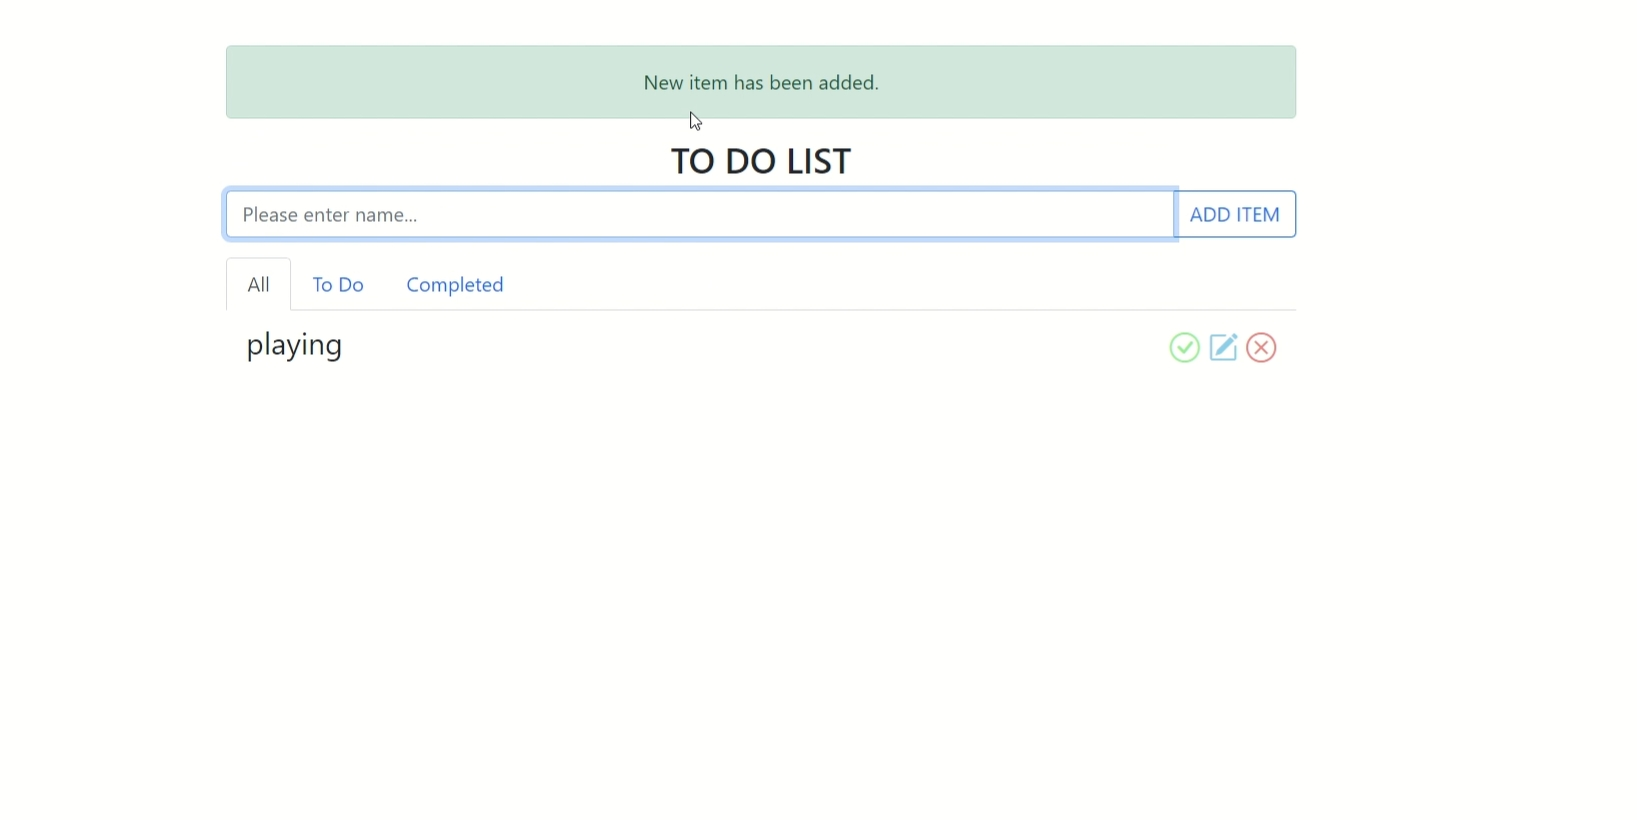 New item has been added.
TO DO LIST
Please enter name...
ADD ITEM
All To Do Completed
playing